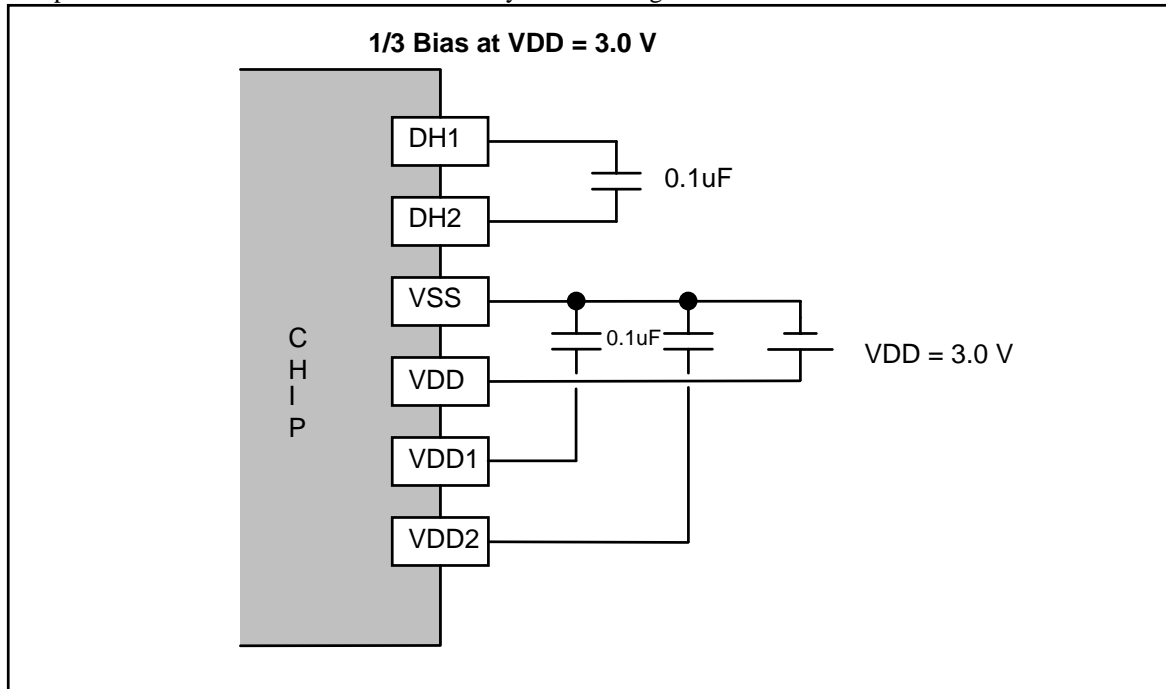 1/3 Bias at VDD = 3.0 V
DH1
0.1uF
DH2
VSS
CHIP
0.1uF
VDD = 3.0 V
VDD
VDD1
VDD2